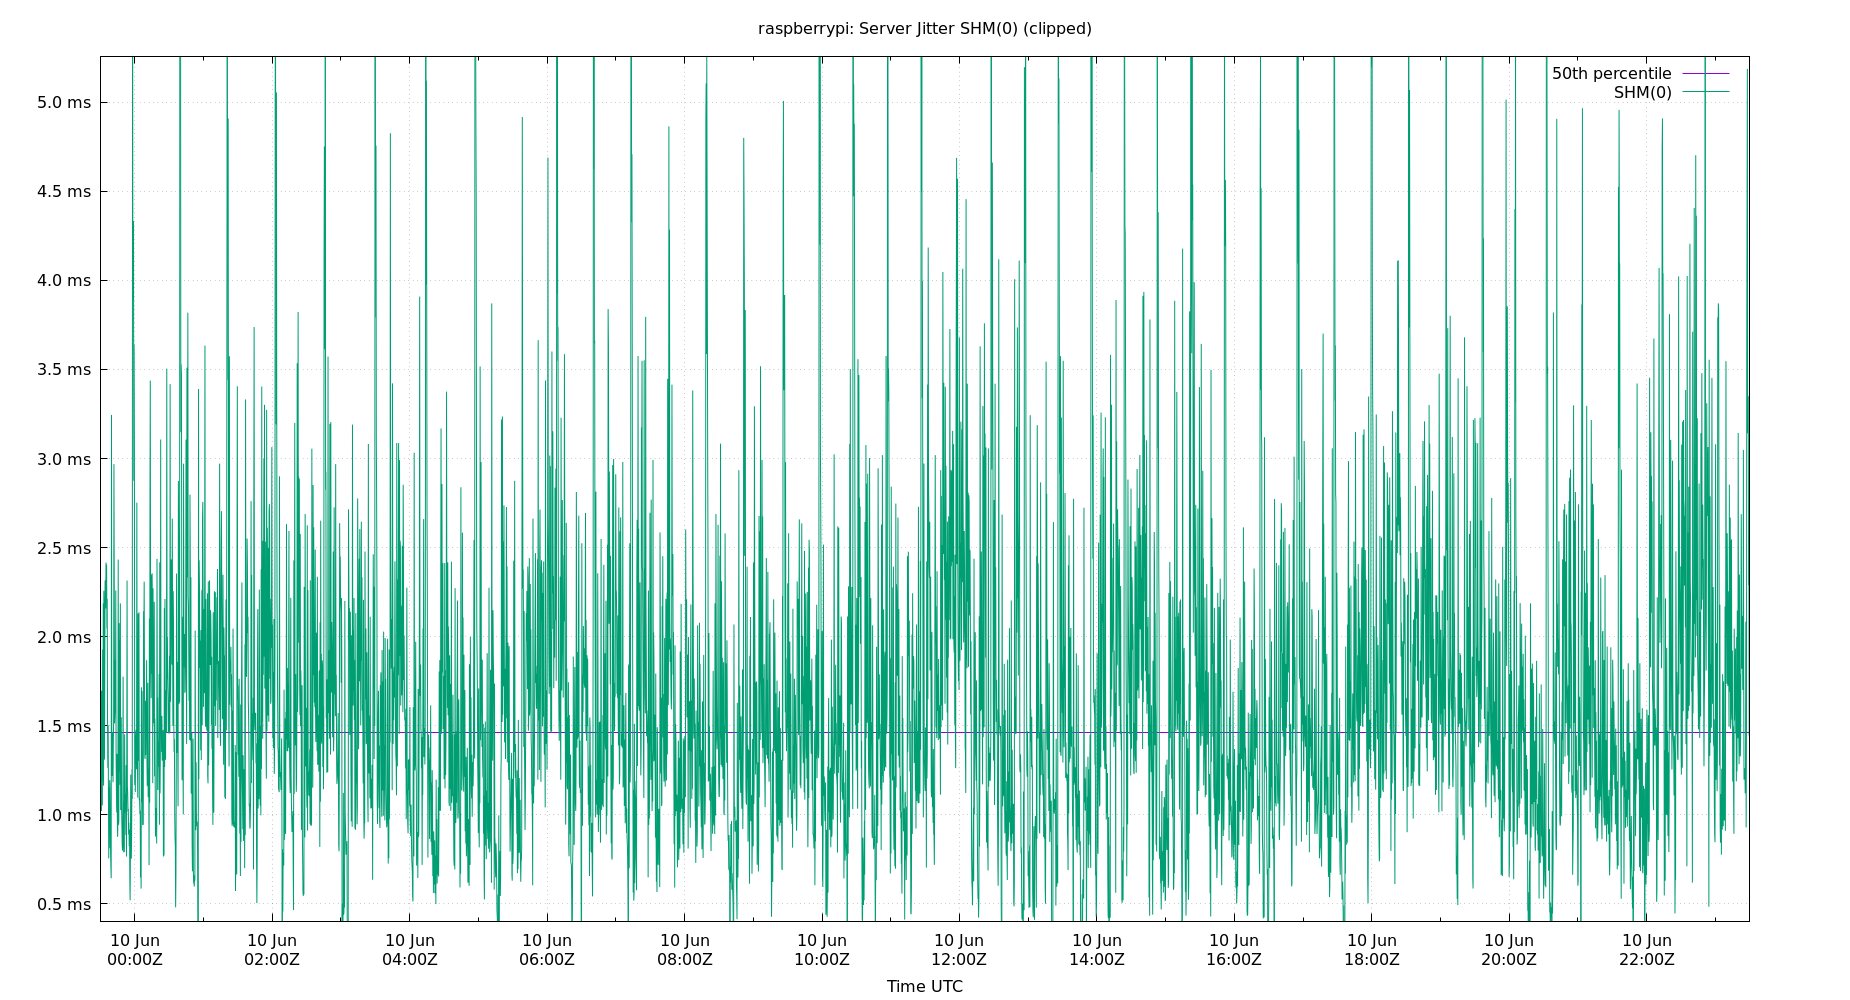 raspberrypi: Server Jitter SHM(0) (clipped)
50th percentile
SHM(0)
5.0 ms
4.5 ms
4.0 ms
3.5 ms
3.0 ms
2.5 ms
2.0 ms
1.5 ms
1.0 ms
0.5 ms
10 Jun 10 Jun 10 Jun 10 Jun 10 Jun 10 Jun 10 Jun 10 Jun 10 Jun 10 Jun 10 Jun 10 Jun
00:00Z 02:00Z 04:00Z 06:00Z 08:00Z 10:00Z 12:00Z 14:00Z 16:00Z 18:00Z 20:00Z 22:00Z
Time UTC